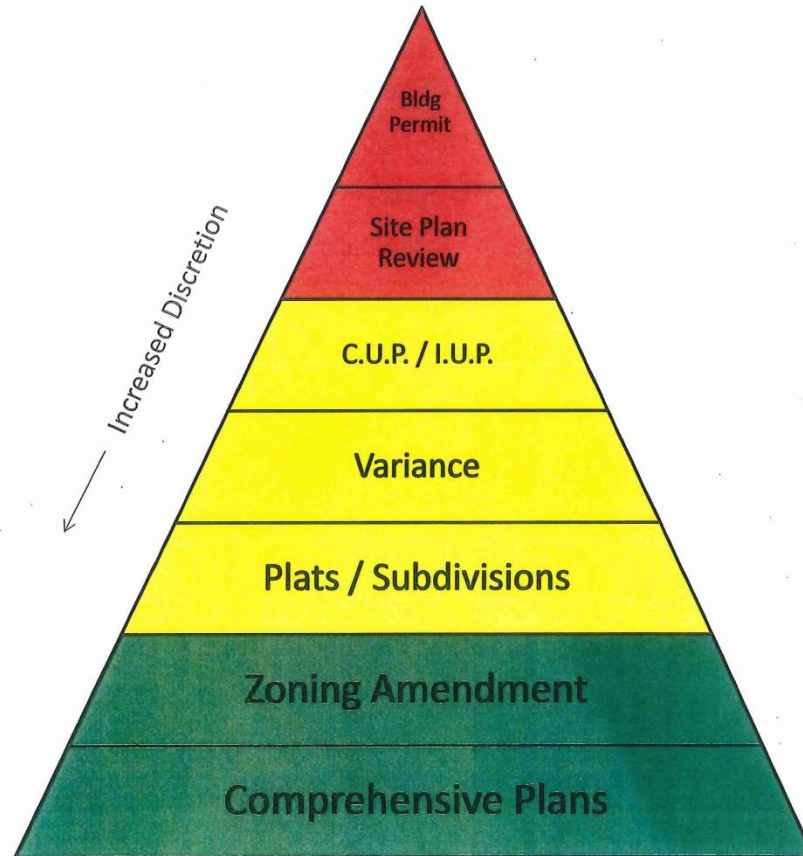 Bldg
Permit
Site Plan
Review
Increased Discretion
C.U.P. / I.U.P.
Variance
Plats / Subdivisions
Zoning Amendment
Comprehensive Plans